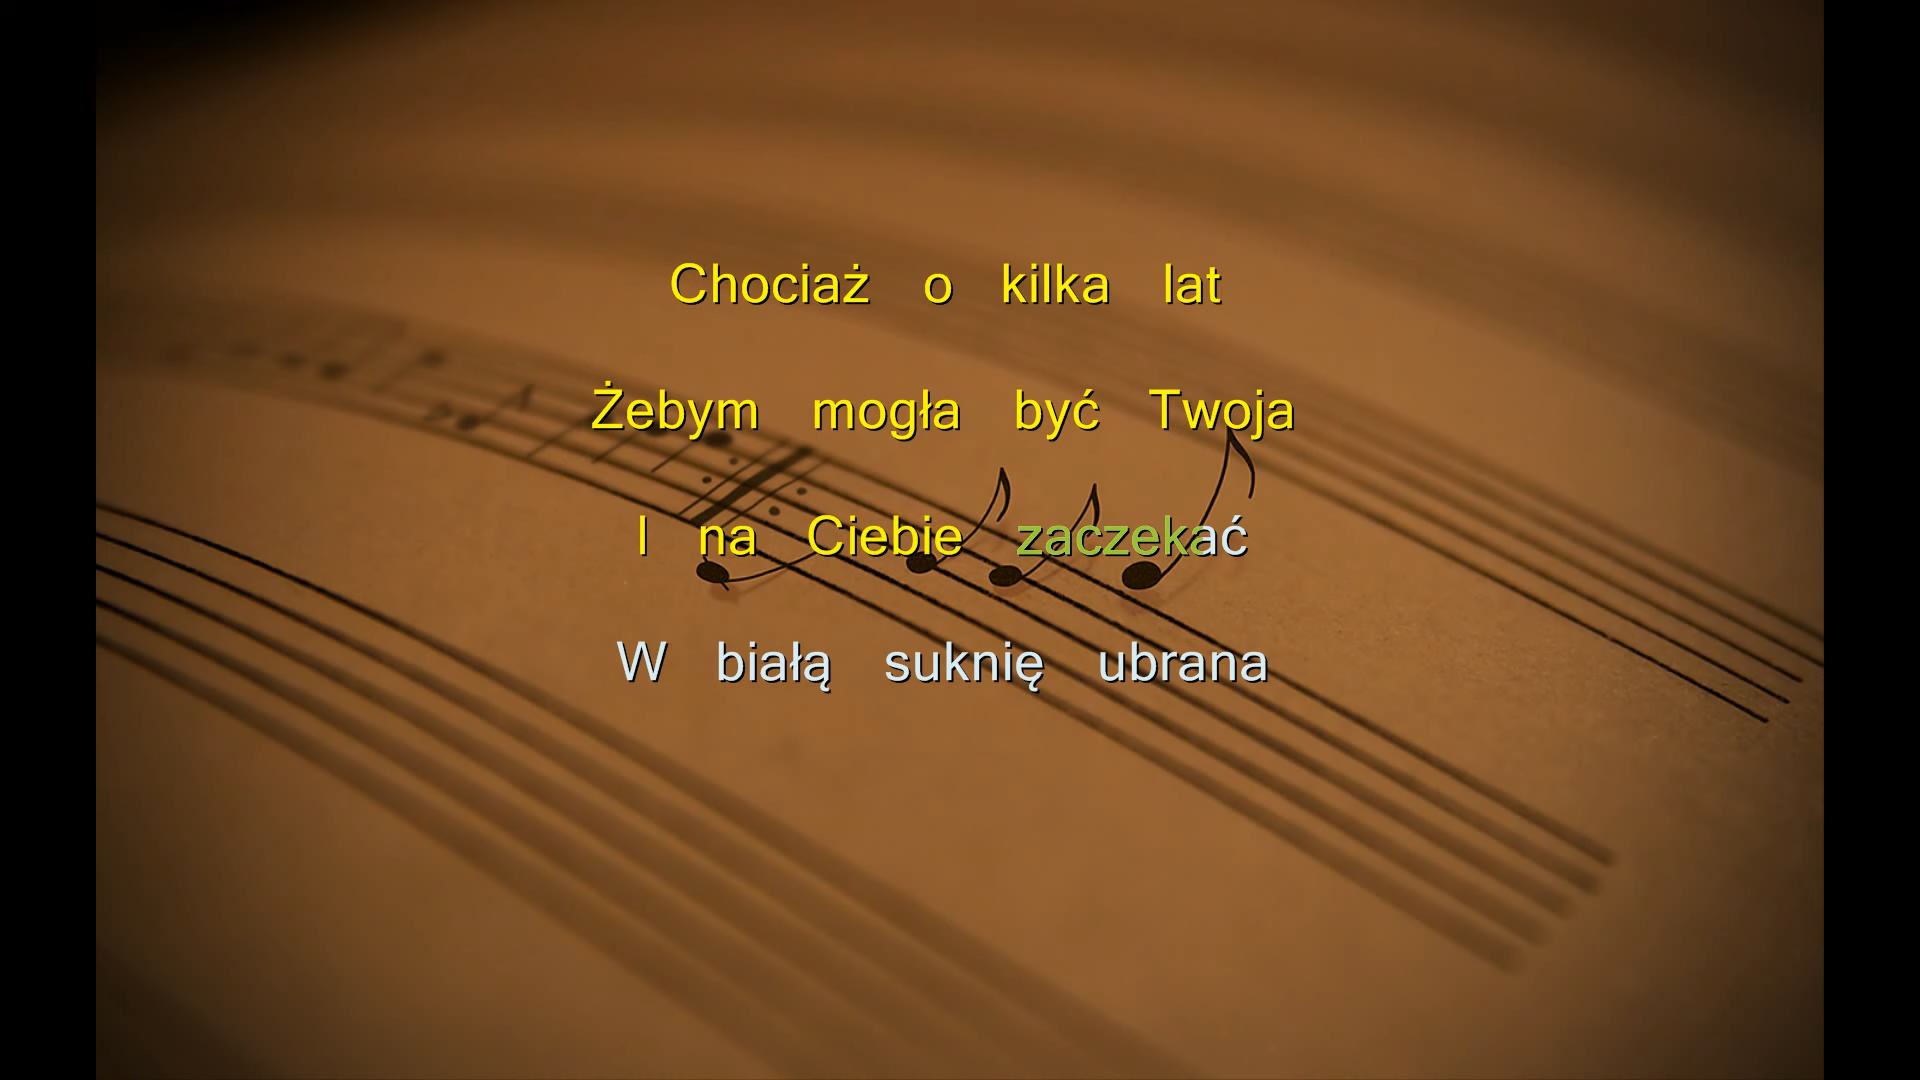 Chociaż o kilka lat
Żebym mogła być Twoja
I na Ciebie zaczekać
W białą suknię ubrana